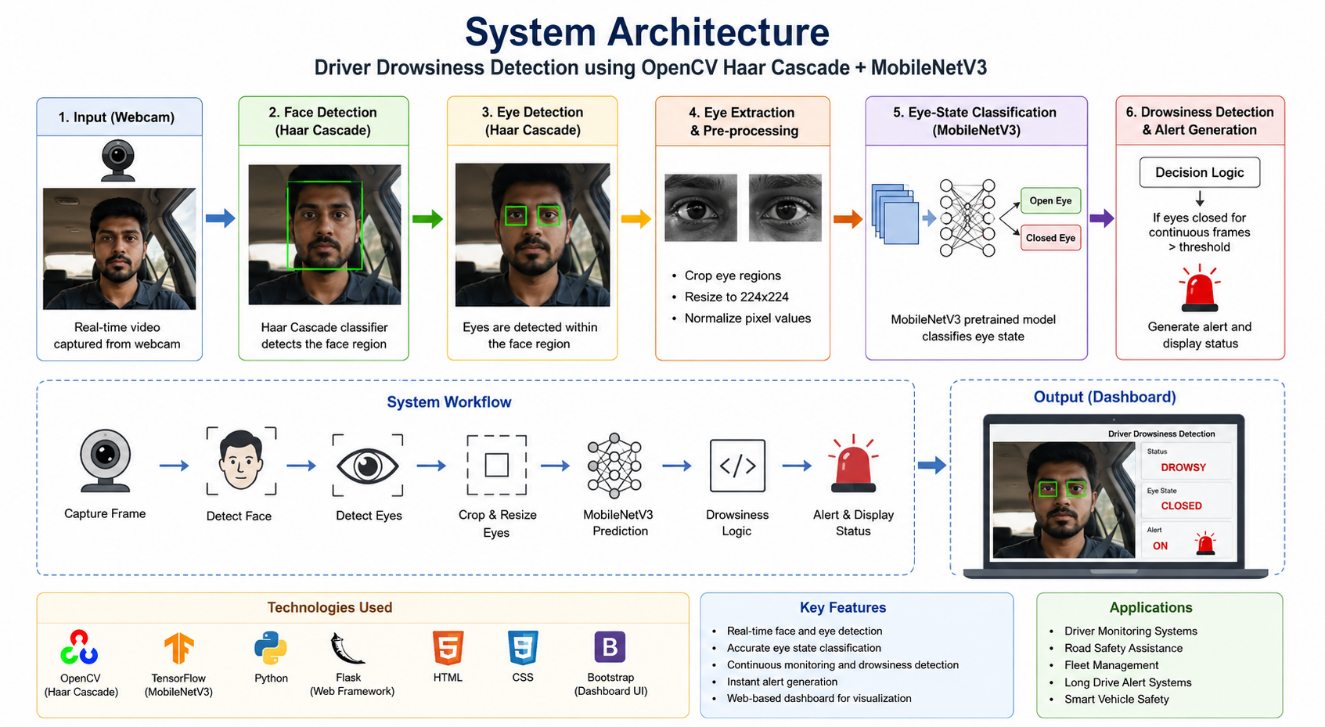 System Architecture
Driver Drowsiness Detection using OpenCV Haar Cascade + MobileNetV3
1. Input (Webcam)
Real-time video
captured from webcam
2. Face Detection
(Haar Cascade)
Haar Cascade classifier
detects the face region
3. Eye Detection
(Haar Cascade)
Eyes are detected within
the face region
4. Eye Extraction
& Pre-processing
• Crop eye regions
• Resize to 224x224
• Normalize pixel values
5. Eye-State Classification
(MobileNetV3)
Open Eye
Closed Eye
MobileNetV3 pretrained model
classifies eye state
6. Drowsiness Detection
& Alert Generation
Decision Logic
If eyes closed for
continuous frames
> threshold
Generate alert and
display status
System Workflow
Capture Frame
Detect Face
Detect Eyes
Crop & Resize
Eyes
MobileNetV3
Prediction
</>
Drowsiness
Logic
Alert & Display
Status
Output (Dashboard)
Driver Drowsiness Detection
Status
DROWSY
Eye State
CLOSED
Alert
ON
Technologies Used
OpenCV
(Haar Cascade)
TensorFlow
(MobileNetV3)
Python
Flask
(Web Framework)
5
HTML
3
CSS
B
Bootstrap
(Dashboard UI)
Key Features
• Real-time face and eye detection
• Accurate eye state classification
• Continuous monitoring and drowsiness detection
• Instant alert generation
• Web-based dashboard for visualization
Applications
• Driver Monitoring Systems
• Road Safety Assistance
• Fleet Management
• Long Drive Alert Systems
• Smart Vehicle Safety